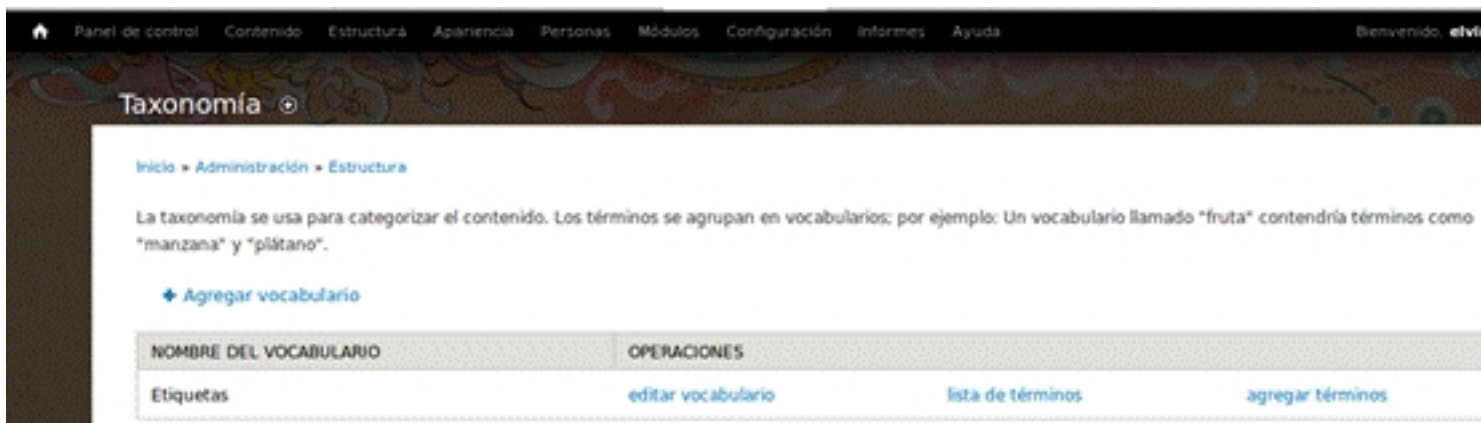 Panel de control Contenido Estructura Apariencia Personas Módulos Configuración Informes Ayuda Bienvenido, elvi
Taxonomía
Inicio » Administración » Estructura
La taxonomía se usa para categorizar el contenido. Los términos se agrupan en vocabularios; por ejemplo: Un vocabulario llamado "fruta" contendría términos como
"manzana" y "plátano".
+ Agregar vocabulario
NOMBRE DEL VOCABULARIO OPERACIONES
Etiquetas editar vocabulario lista de términos agregar términos